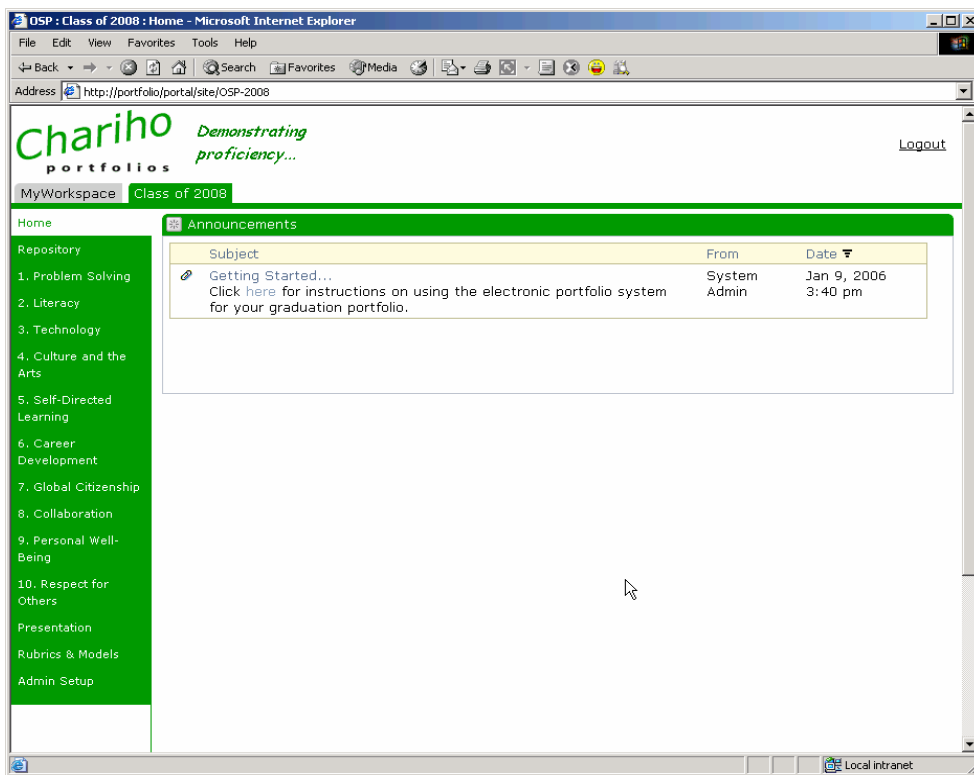 OSP : Class of 2008 : Home - Microsoft Internet Explorer
File Edit View Favorites Tools Help
Back Search Favorites Media
Address http://portfolio/portal/site/OSP-2008
Chariho
portfolios
Demonstrating
proficiency...
Logout
MyWorkspace Class of 2008
Home
Repository
1. Problem Solving
2. Literacy
3. Technology
4. Culture and the
Arts
5. Self-Directed
Learning
6. Career
Development
7. Global Citizenship
8. Collaboration
9. Personal Well-
Being
10. Respect for
Others
Presentation
Rubrics & Models
Admin Setup
Announcements
Subject From Date
Getting Started... System Jan 9, 2006
Click here for instructions on using the electronic portfolio system Admin 3:40 pm
for your graduation portfolio.
Local intranet